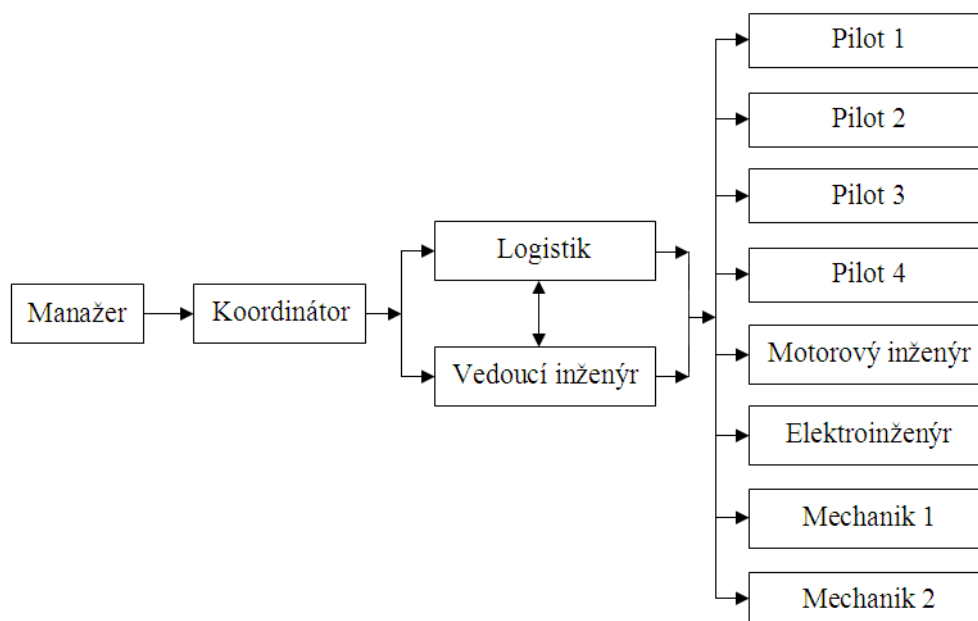 Manažer
Koordinátor
Logistik
Vedoucí inženýr
Pilot 1
Pilot 2
Pilot 3
Pilot 4
Motorový inženýr
Elektroinženýr
Mechanik 1
Mechanik 2